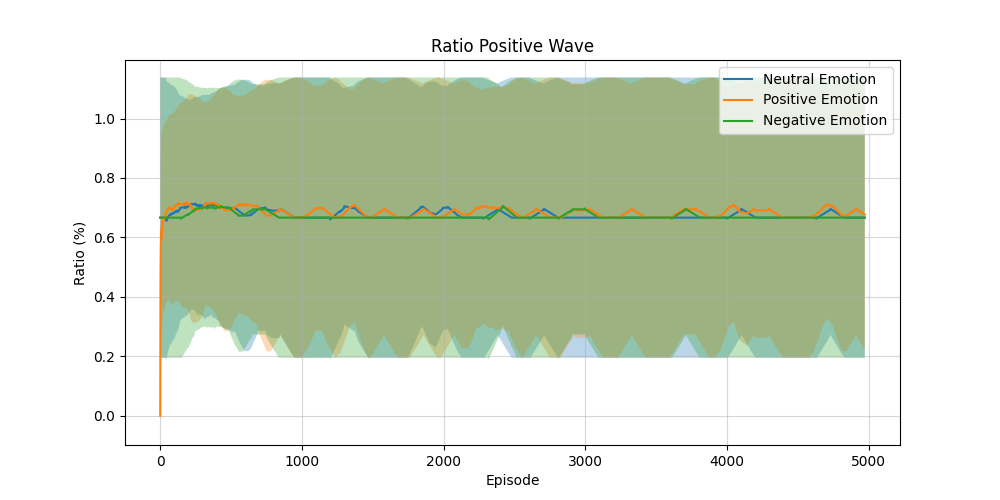 Ratio Positive Wave
Neutral Emotion
Positive Emotion
Negative Emotion
Ratio (%)
1.0
0.8
0.6
0.4
0.2
0.0
0 1000 2000 3000 4000 5000
Episode